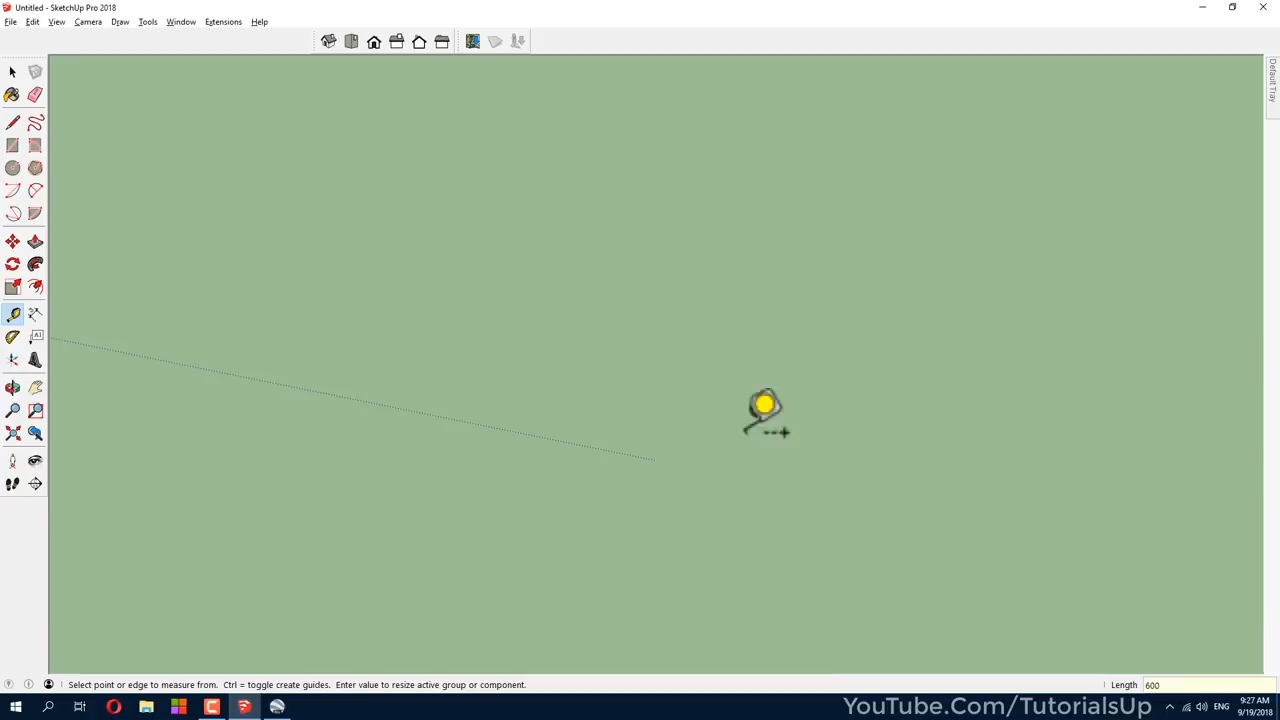 Untitled - SketchUp Pro 2018
File Edit View Camera Draw Tools Window Extensions Help
Default Tray
A1
Select point or edge to measure from. Ctrl = toggle create guides. Enter value to resize active group or component.
Length 600
YouTube.Com/TutorialsUp
ENG
9:27 AM
9/19/2018